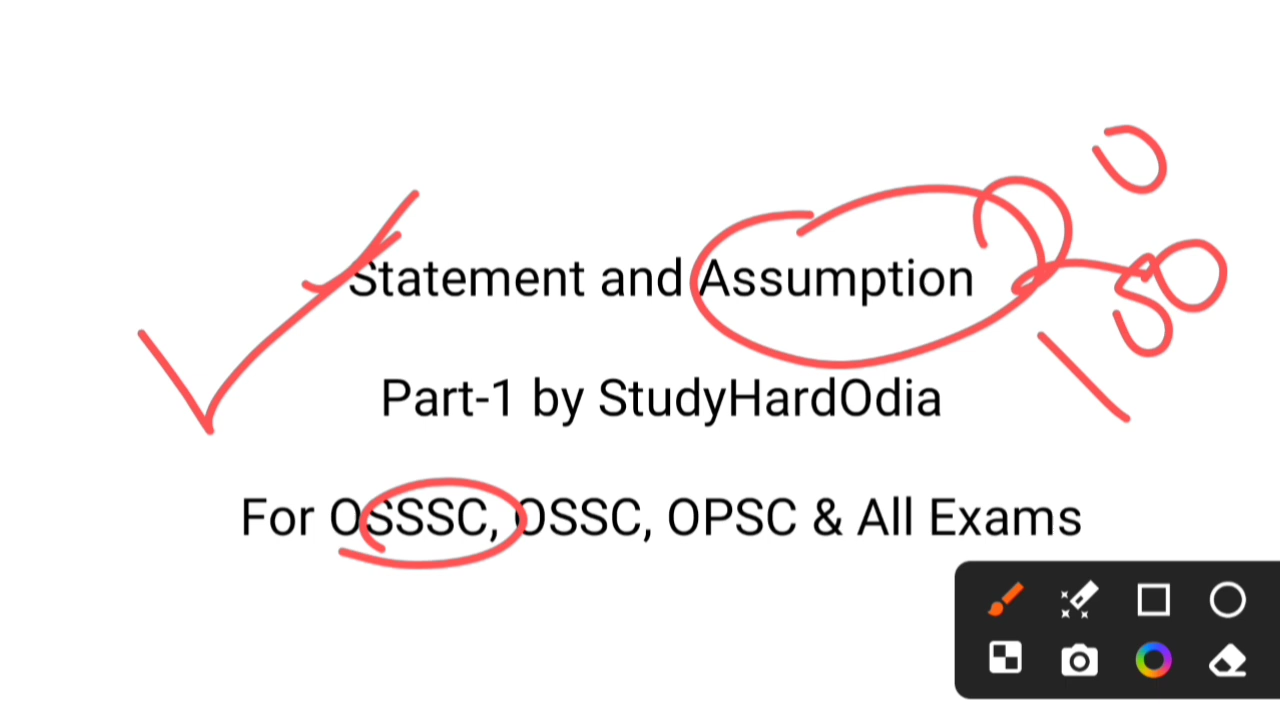 Statement and Assumption
Part-1 by StudyHardOdia
For OSSSC, OSSC, OPSC & All Exams